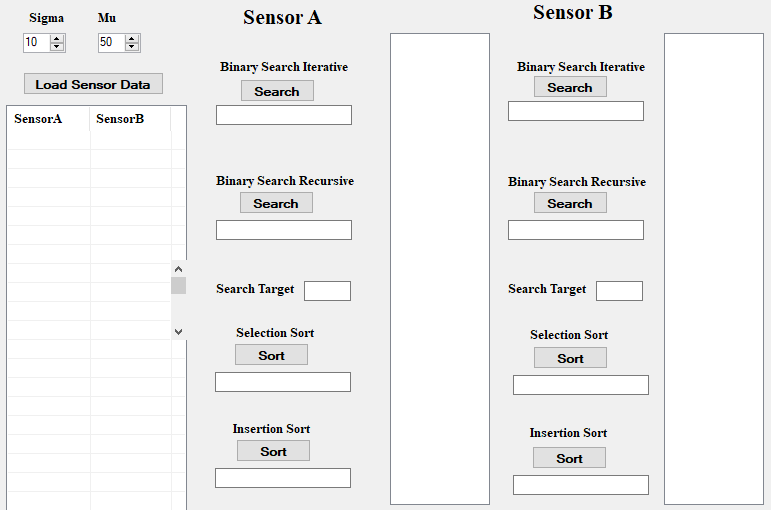 Sigma
Mu
10
50
Load Sensor Data
SensorA
SensorB
Sensor A
Binary Search Iterative
Search
Binary Search Recursive
Search
Search Target
Selection Sort
Sort
Insertion Sort
Sort
Sensor B
Binary Search Iterative
Search
Binary Search Recursive
Search
Search Target
Selection Sort
Sort
Insertion Sort
Sort